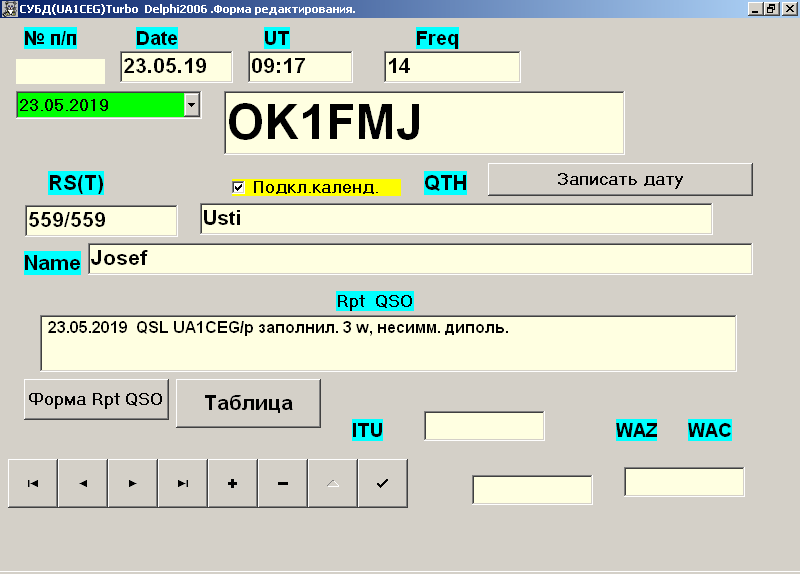 СУБД(UA1CEG)Turbo Delphi2006 .Форма редактирования.
№ п/п Date UT Freq
23.05.19 09:17 14
23.05.2019
OK1FMJ
RS(T) Подкл.календ. QTH Записать дату
559/559 Usti
Name Josef
Rpt QSO
23.05.2019 QSL UA1CEG/p заполнил. 3 w, несимм. диполь.
Форма Rpt QSO Таблица
ITU WAZ WAC